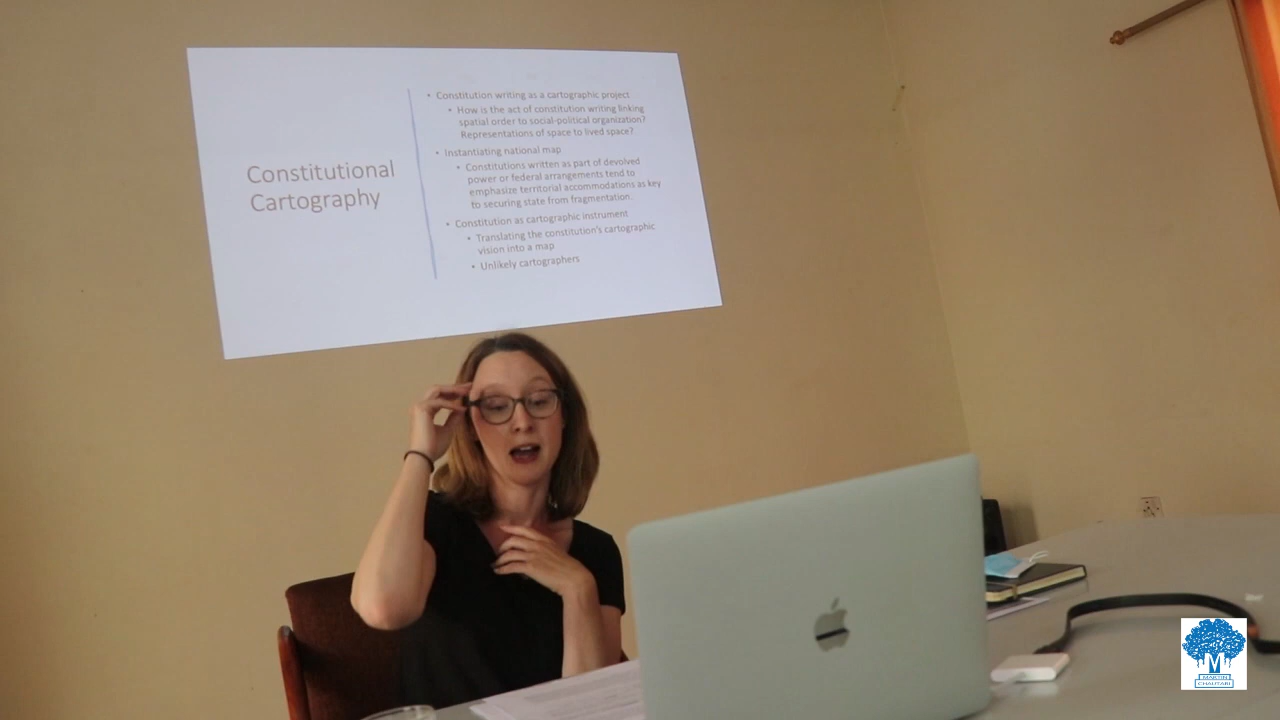 Constitutional
Cartography
• Constitution writing as a cartographic project
• How is the act of constitution writing linking
spatial order to social-political organization?
Representations of space to lived space?
• Instantiating national map
• Constitutions written as part of devolved
power or federal arrangements tend to
emphasize territorial accommodations as key
to securing state from fragmentation.
• Constitution as cartographic instrument
• Translating the constitution's cartographic
vision into a map
• Unlikely cartographers
M
MARTIN
CHAUTARI